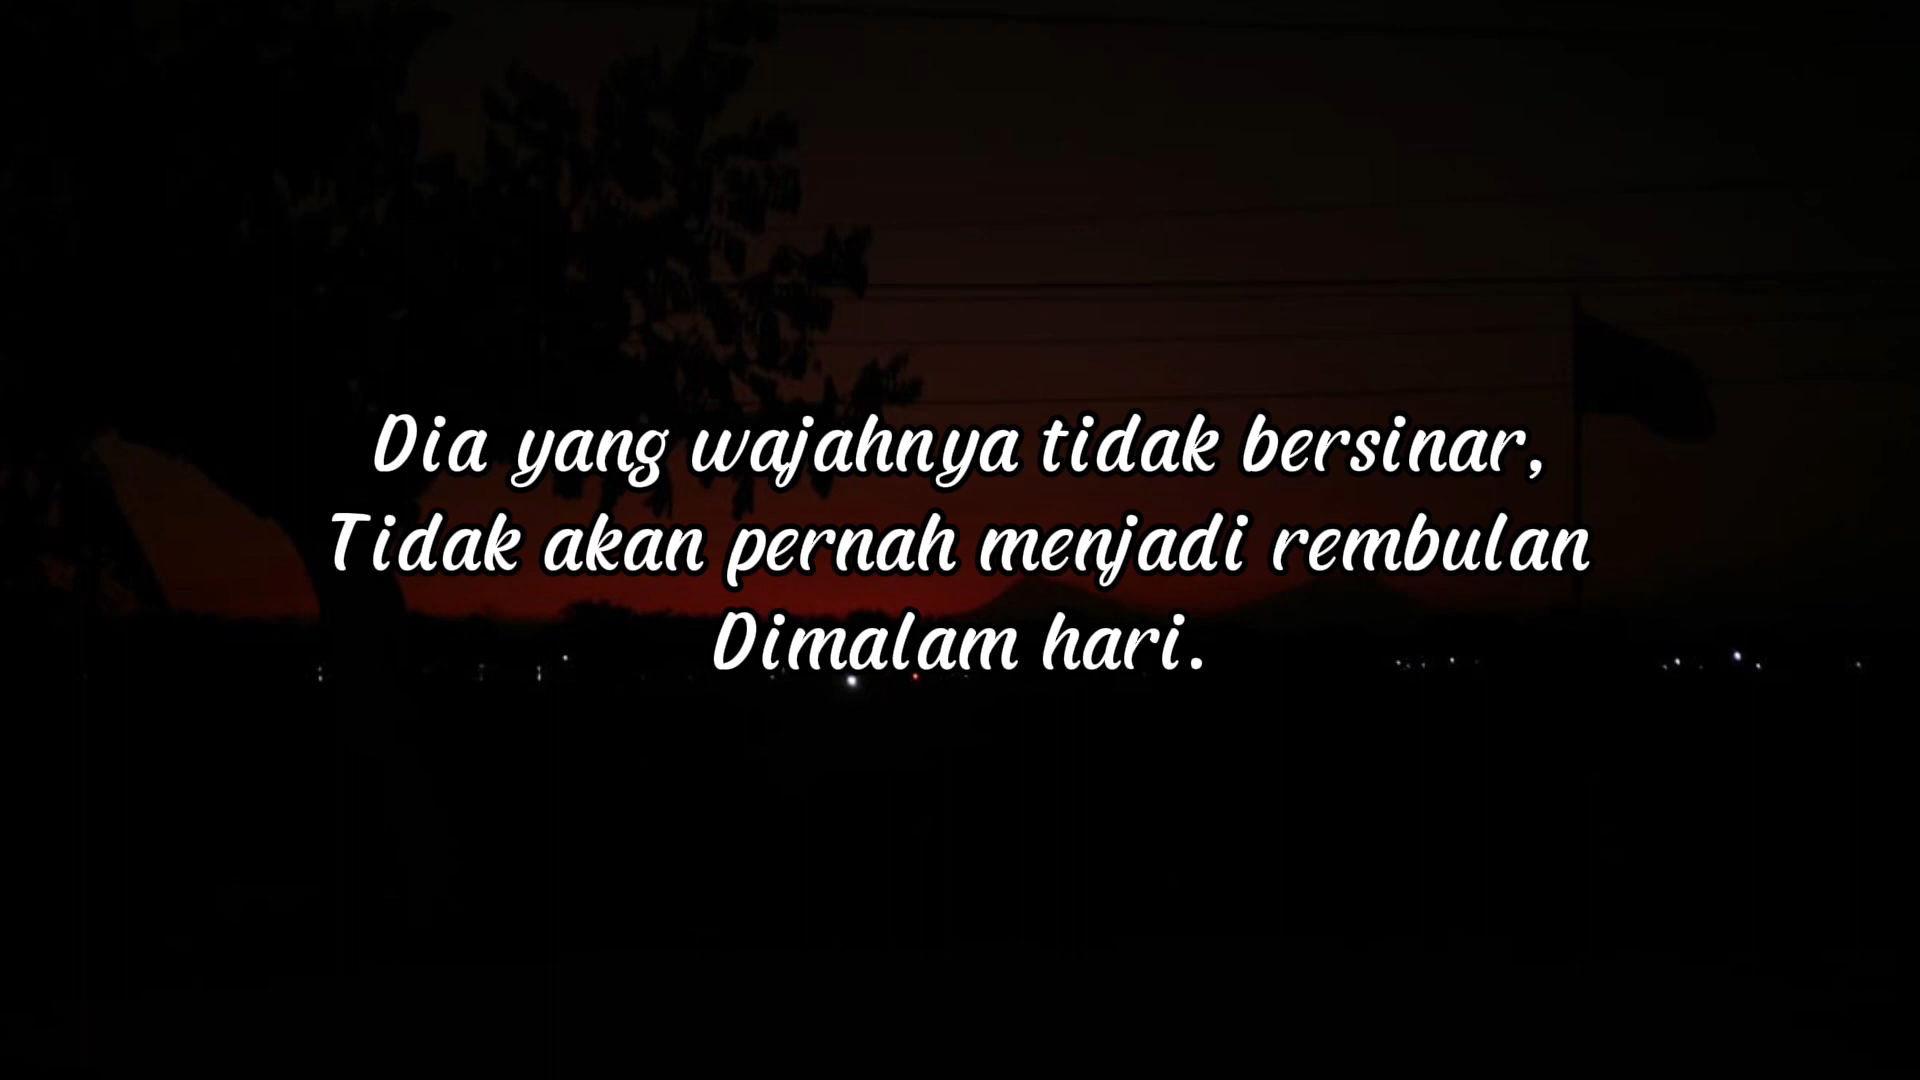 Dia yang wajahnya tidak bersinar,
Tidak akan pernah menjadi rembulan
Dimalam hari.